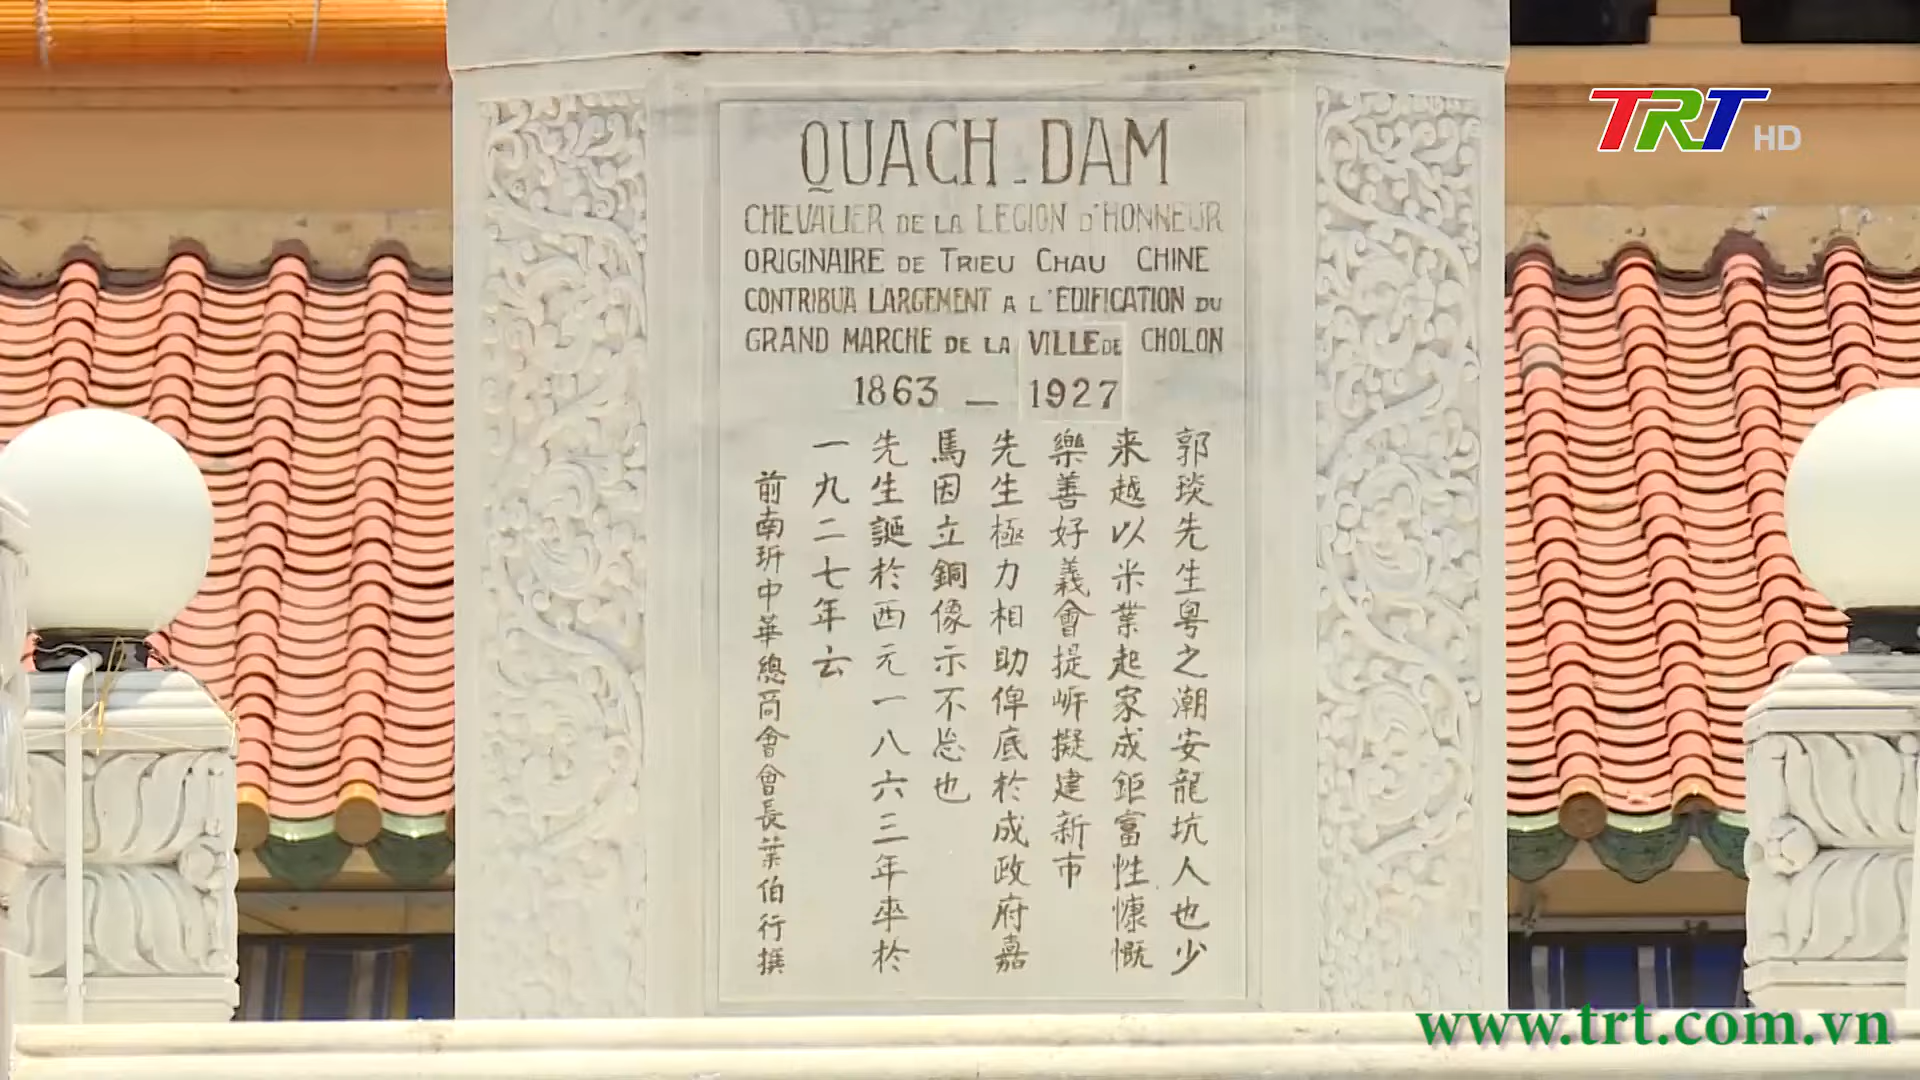 TRT HD
QUACH-DAM
CHEVALIER DE LA LEGION D'HONNEUR
ORIGINAIRE DE TRIEU CHAU CHINE
CONTRIBUA LARGEMENT A L'EDIFICATION DU
GRAND MARCHE DE LA VILLE DE CHOLON
1863 — 1927
郭琰先生粤之潮安龍坑人也少
来越以米業起家成鉅富性慷慨
樂善好義會提岍擬建新市
先生極力相助俾底於成政府嘉
馬因立銅像示不忘也
先生誕於西元一八六三年卒於
一九二七年云
前南圻中華總商會會長葉伯行撰
www.trt.com.vn